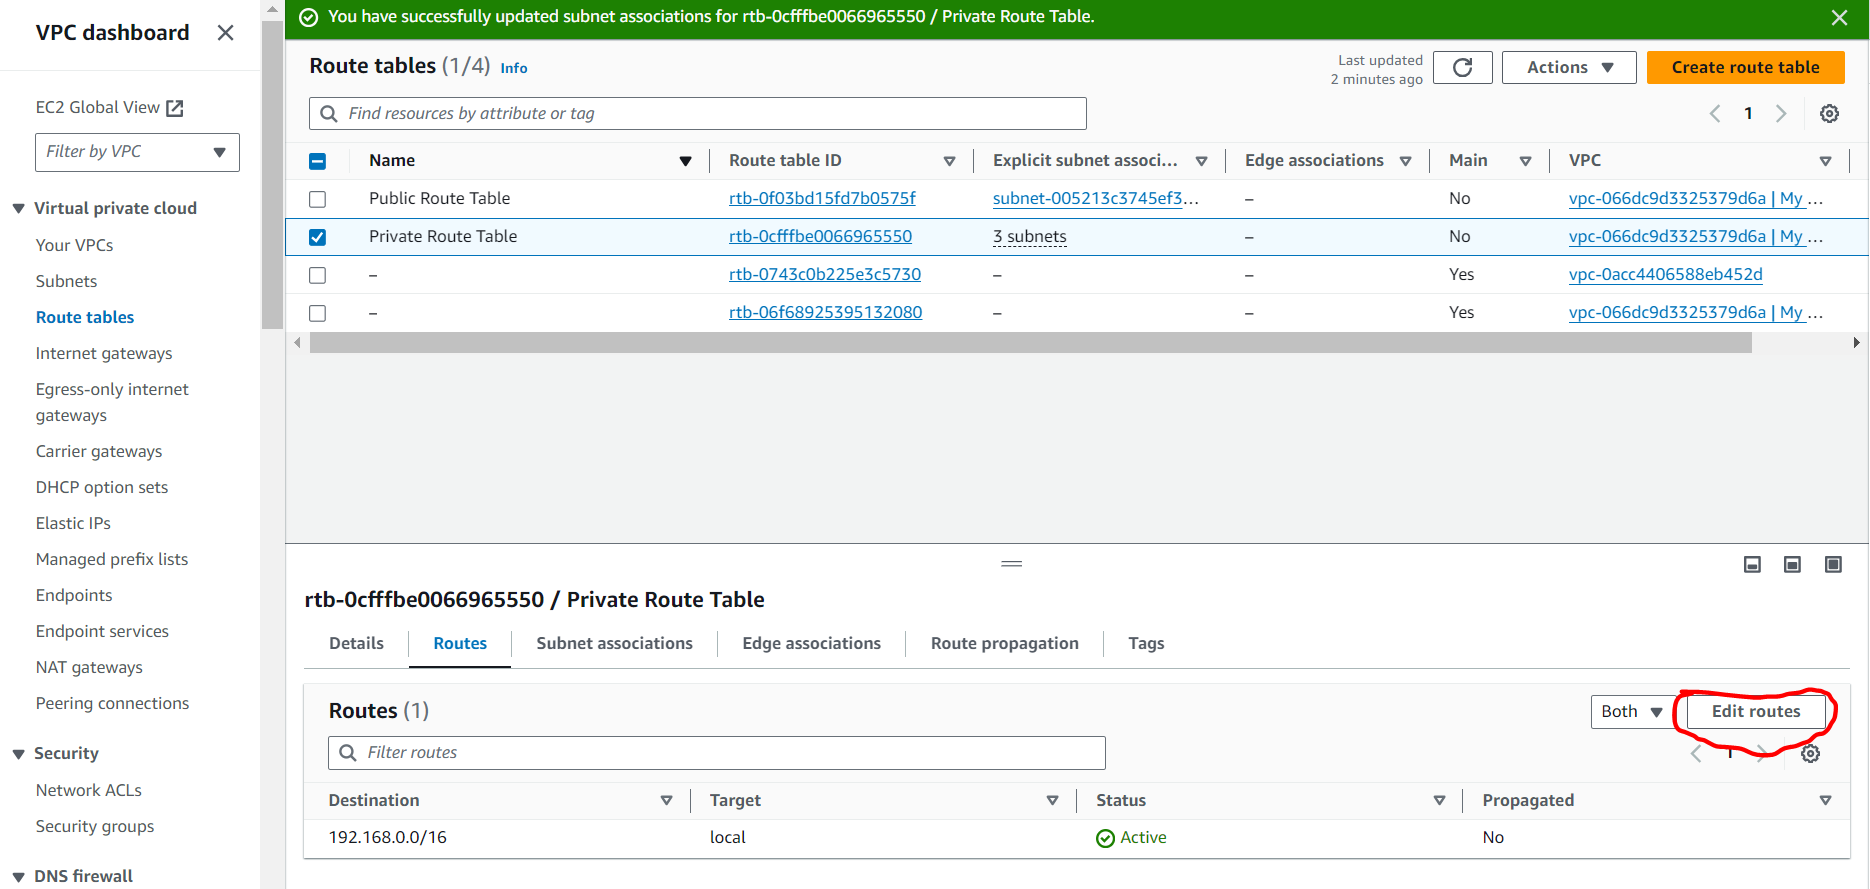 VPC dashboard
EC2 Global View
Filter by VPC
Virtual private cloud
Your VPCs
Subnets
Route tables
Internet gateways
Egress-only internet
gateways
Carrier gateways
DHCP option sets
Elastic IPs
Managed prefix lists
Endpoints
Endpoint services
NAT gateways
Peering connections
Security
Network ACLs
Security groups
DNS firewall
You have successfully updated subnet associations for rtb-0cfffbe0066965550 / Private Route Table.
Route tables (1/4) Info
Last updated
2 minutes ago
Actions
Create route table
Find resources by attribute or tag
1
Name Route table ID Explicit subnet associ... Edge associations Main VPC
Public Route Table rtb-0f03bd15fd7b0575f subnet-005213c3745ef3... – No vpc-066dc9d3325379d6a | My ...
Private Route Table rtb-0cfffbe0066965550 3 subnets – No vpc-066dc9d3325379d6a | My ...
– rtb-0743c0b225e3c5730 – – Yes vpc-0acc4406588eb452d
– rtb-06f68925395132080 – – Yes vpc-066dc9d3325379d6a | My ...
rtb-0cfffbe0066965550 / Private Route Table
Details Routes Subnet associations Edge associations Route propagation Tags
Routes (1)
Both
Edit routes
Filter routes
1
Destination Target Status Propagated
192.168.0.0/16 local Active No